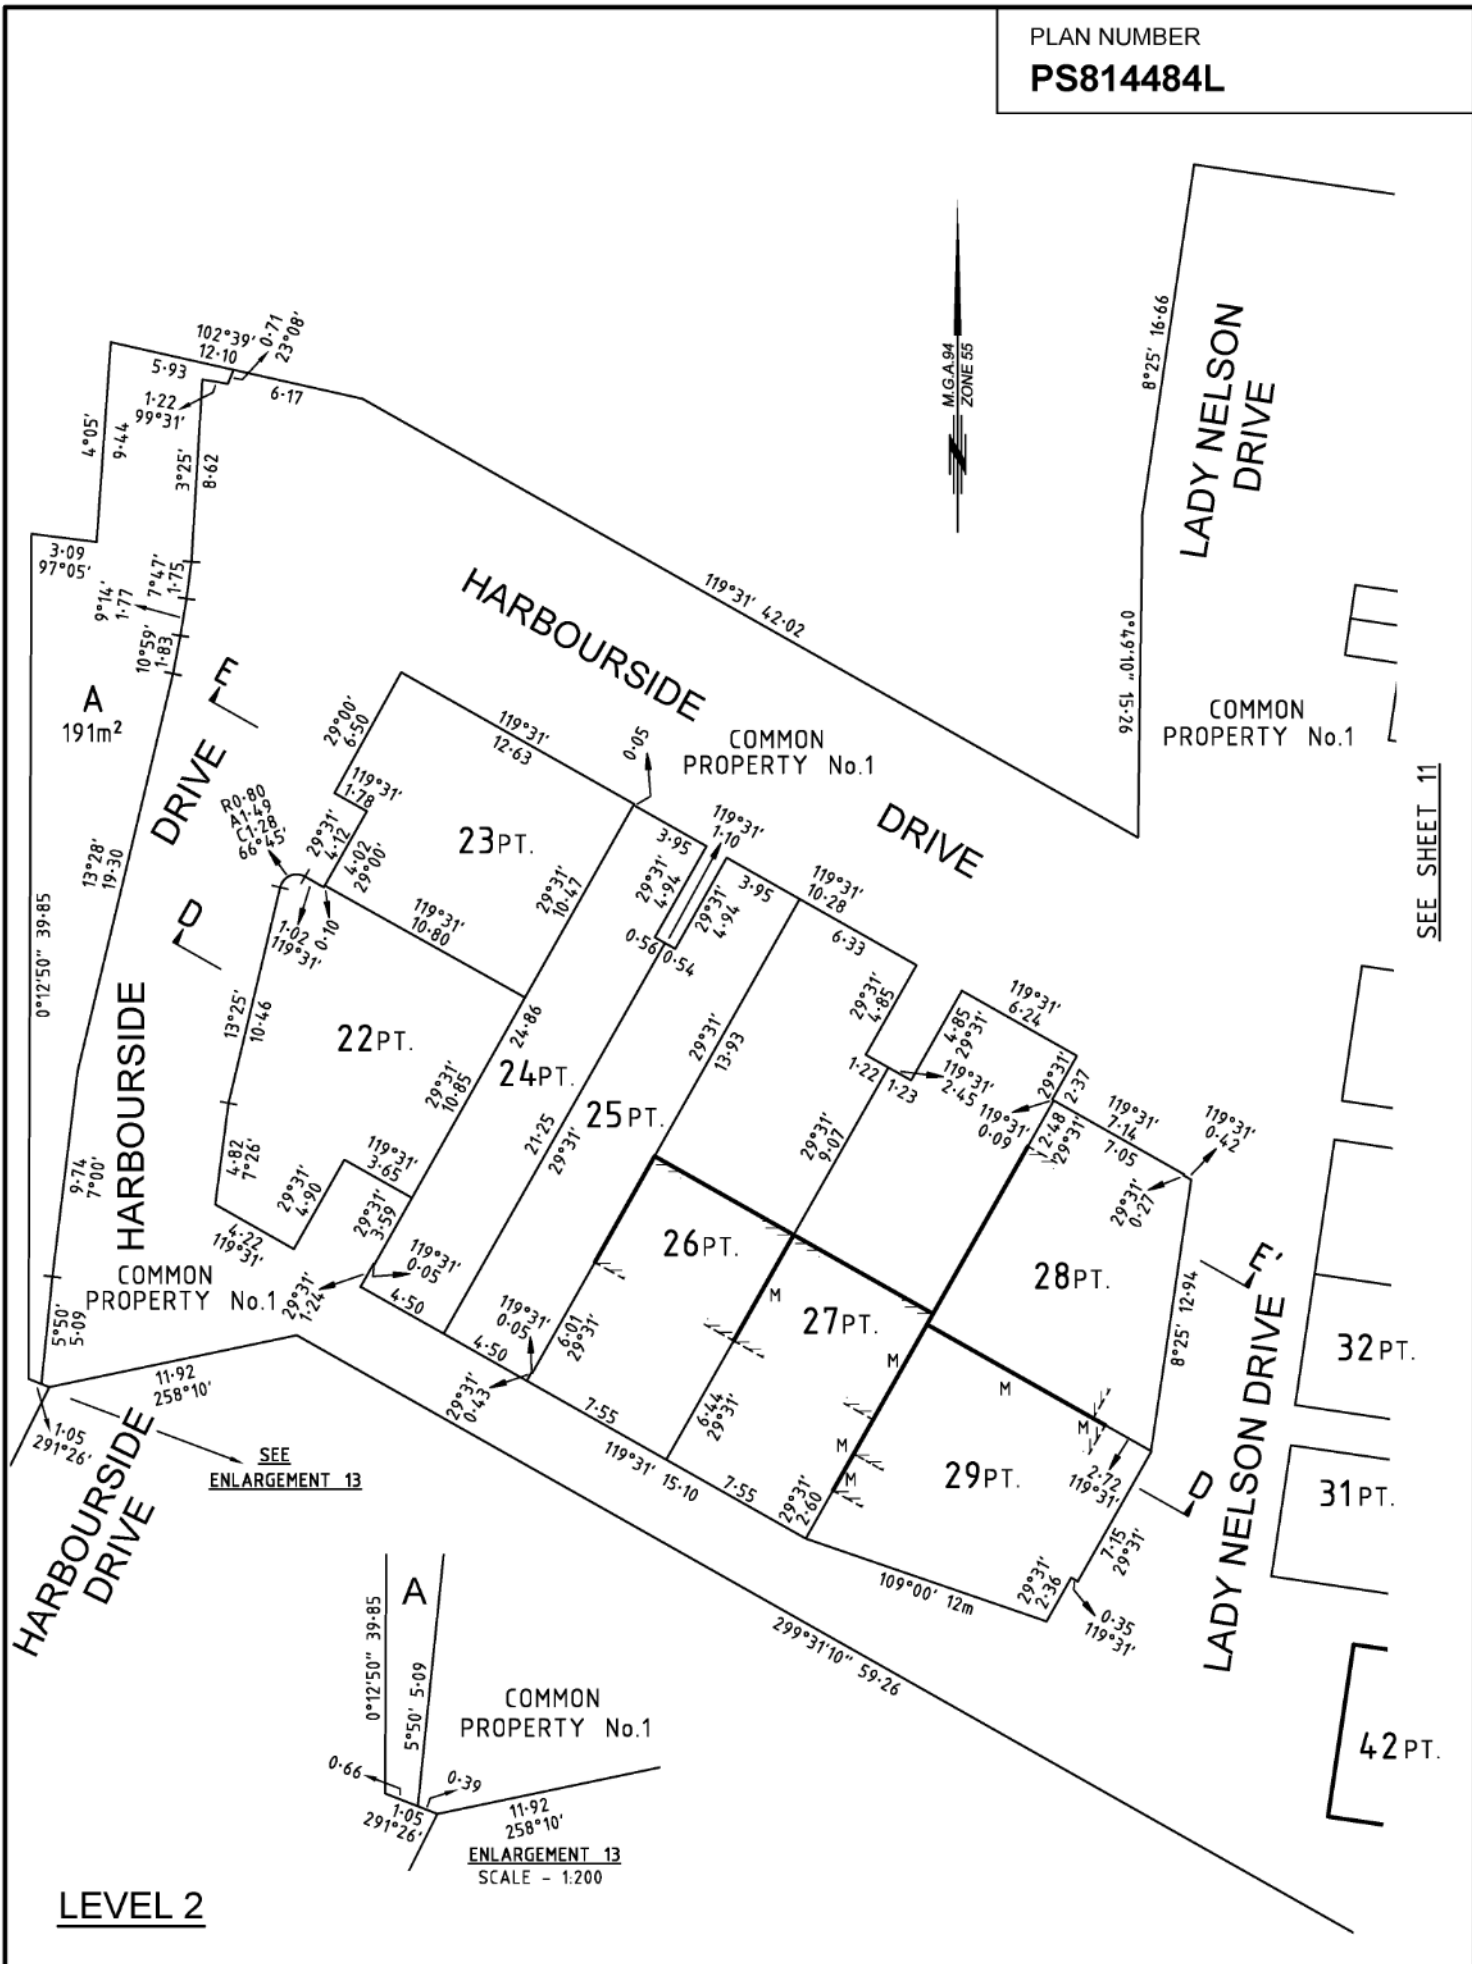 PLAN NUMBER
PS814484L
8°25' 16·66
LADY NELSON
DRIVE
M.G.A.94
ZONE 55
N
102°39'
12·10
0·71
23°08'
5·93
6·17
1·22
99°31'
4°05'
9·44
3°25'
8·62
3·09
97°05'
7°47'
1·75
9°14'
1·77
10°59'
1·83
119°31' 42·02
0°49'10" 15·26
HARBOURSIDE
DRIVE
COMMON
PROPERTY No.1
COMMON
PROPERTY No.1
SEE SHEET 11
A
191m²
E
DRIVE
HARBOURSIDE
D
13°28'
19·30
0°12'50" 39·85
29°00'
6·50
119°31'
12·63
0·05
119°31'
1·78
R0·80
A1·49
C1·28
66°45'
29°31'
4·12
4·02
29°00'
23PT.
119°31'
1·10
3·95
29°31'
4·94
29°31'
4·94
3·95
119°31'
10·28
6·33
29°31'
10·47
119°31'
10·80
1·02
119°31'
0·10
0·56
0·54
13°25'
10·46
22PT.
24·86
24PT.
29°31'
10·85
29°31'
13·93
29°31'
4·85
4·85
29°31'
119°31'
6·24
29°31'
2·37
1·22
1·23
119°31'
2·45
119°31'
0·09
2·48
29°31'
119°31'
7·14
7·05
119°31'
0·42
29°31'
0·27
25PT.
21·25
29°31'
29°31'
9·07
4·82
7°26'
9·74
7°00'
119°31'
3·65
29°31'
4·90
29°31'
3·59
4·22
119°31'
COMMON
PROPERTY No.1
29°31'
1·24
119°31'
0·05
4·50
4·50
119°31'
0·05
6·01
29°31'
29°31'
0·43
26PT.
M
27PT.
28PT.
E'
8°25' 12·94
LADY NELSON DRIVE
32PT.
5°50'
5·09
11·92
258°10'
1·05
291°26'
SEE
ENLARGEMENT 13
HARBOURSIDE
DRIVE
7·55
6·44
29°31'
119°31' 15·10
7·55
M
M
M
M
M
29°31'
2·60
29PT.
2·72
119°31'
D
31PT.
7·15
29°31'
29°31'
2·36
0·35
119°31'
109°00' 12m
299°31'10" 59·26
42PT.
A
0°12'50" 39·85
5°50' 5·09
COMMON
PROPERTY No.1
0·66
0·39
1·05
291°26'
11·92
258°10'
ENLARGEMENT 13
SCALE - 1:200
LEVEL 2